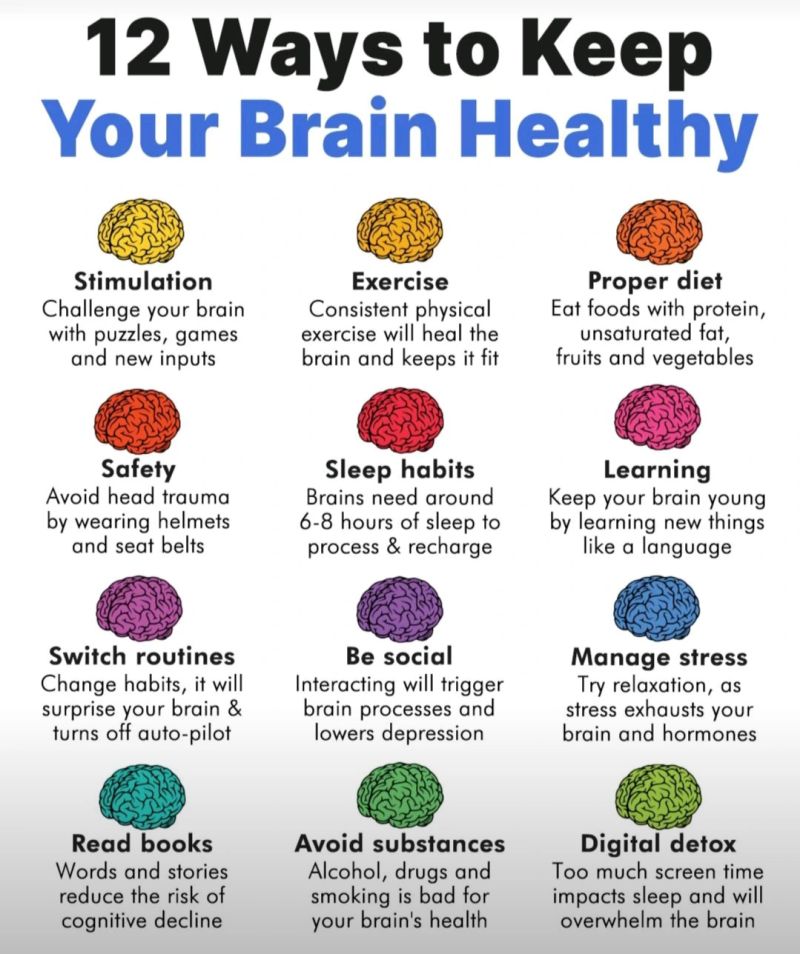 12 Ways to Keep
Your Brain Healthy
Stimulation
Challenge your brain
with puzzles, games
and new inputs
Exercise
Consistent physical
exercise will heal the
brain and keeps it fit
Proper diet
Eat foods with protein,
unsaturated fat,
fruits and vegetables
Safety
Avoid head trauma
by wearing helmets
and seat belts
Sleep habits
Brains need around
6-8 hours of sleep to
process & recharge
Learning
Keep your brain young
by learning new things
like a language
Switch routines
Change habits, it will
surprise your brain &
turns off auto-pilot
Be social
Interacting will trigger
brain processes and
lowers depression
Manage stress
Try relaxation, as
stress exhausts your
brain and hormones
Read books
Words and stories
reduce the risk of
cognitive decline
Avoid substances
Alcohol, drugs and
smoking is bad for
your brain's health
Digital detox
Too much screen time
impacts sleep and will
overwhelm the brain